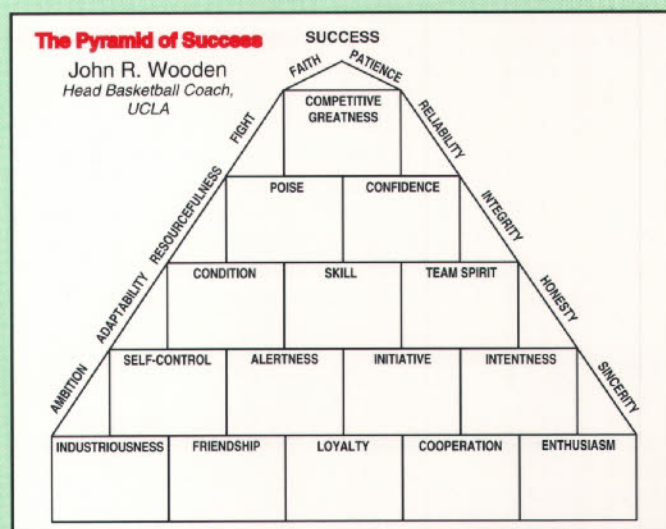 The Pyramid of Success
John R. Wooden
Head Basketball Coach,
UCLA
SUCCESS
FAITH
PATIENCE
COMPETITIVE
GREATNESS
FIGHT
RELIABILITY
POISE
CONFIDENCE
RESOURCEFULNESS
INTEGRITY
CONDITION
SKILL
TEAM SPIRIT
ADAPTABILITY
HONESTY
SELF-CONTROL
ALERTNESS
INITIATIVE
INTENTNESS
AMBITION
SINCERITY
INDUSTRIOUSNESS
FRIENDSHIP
LOYALTY
COOPERATION
ENTHUSIASM